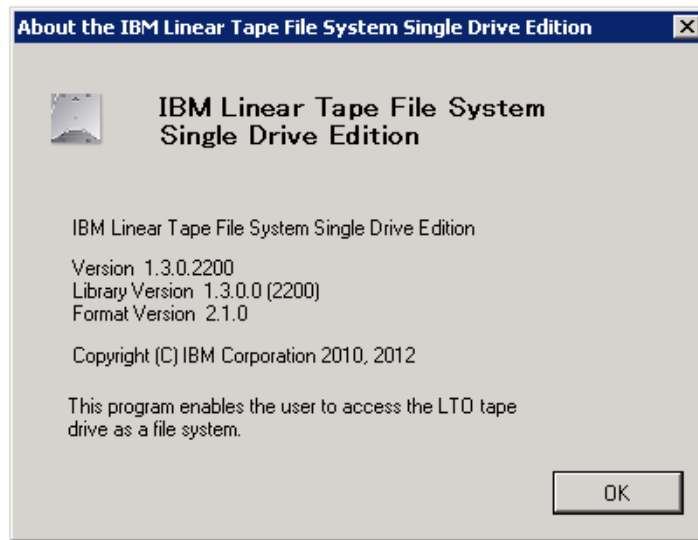 About the IBM Linear Tape File System Single Drive Edition
IBM Linear Tape File System
Single Drive Edition
IBM Linear Tape File System Single Drive Edition
Version 1.3.0.2200
Library Version 1.3.0.0 (2200)
Format Version 2.1.0
Copyright (C) IBM Corporation 2010, 2012
This program enables the user to access the LTO tape
drive as a file system.
OK